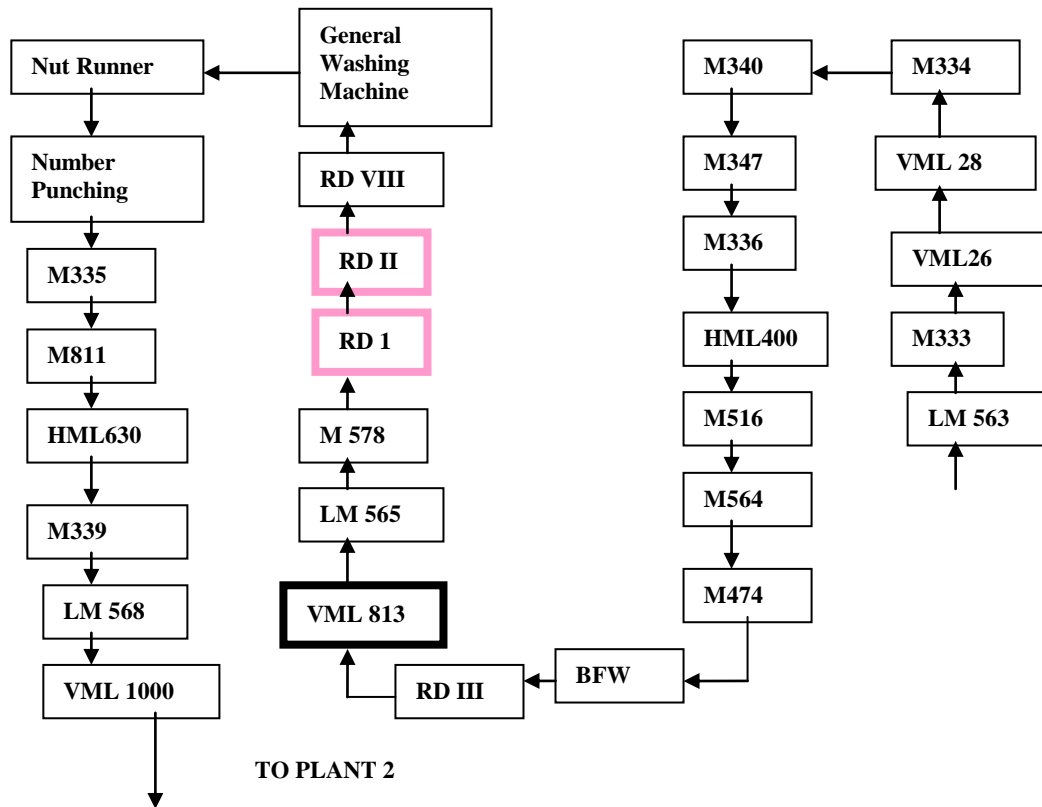 General
Washing
Machine
Nut Runner
M340
M334
Number
Punching
RD VIII
M347
VML 28
M335
RD II
M336
VML26
M811
RD 1
HML400
M333
HML630
M 578
M516
LM 563
M339
LM 565
M564
LM 568
VML 813
M474
VML 1000
RD III
BFW
TO PLANT 2